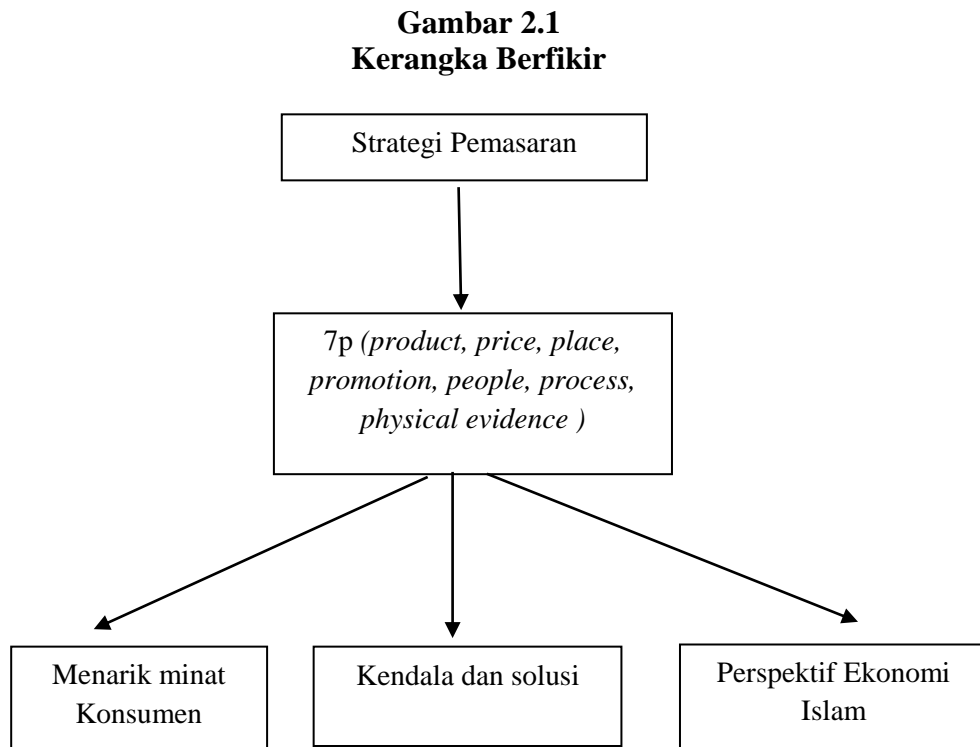 Gambar 2.1
Kerangka Berfikir
Strategi Pemasaran
7p (product, price, place,
promotion, people, process,
physical evidence )
Menarik minat
Konsumen
Kendala dan solusi
Perspektif Ekonomi
Islam